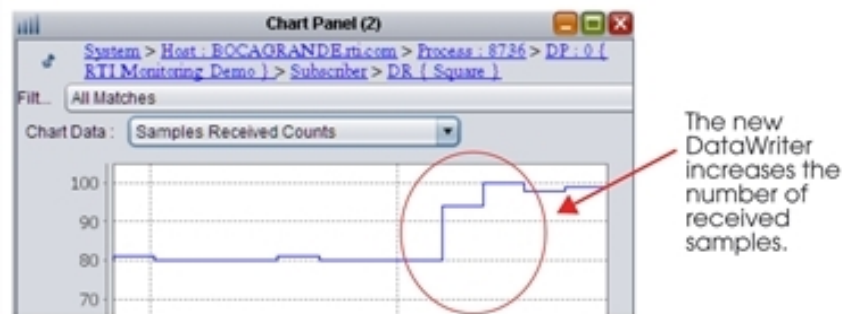 Chart Panel (2)
System > Host : BOCAGRANDE.rti.com > Process : 8736 > DP : 0 {
RTI Monitoring Demo } > Subscriber > DR { Square }
Filt... All Matches
Chart Data : Samples Received Counts
100
90
80
70
The new
DataWriter
increases the
number of
received
samples.